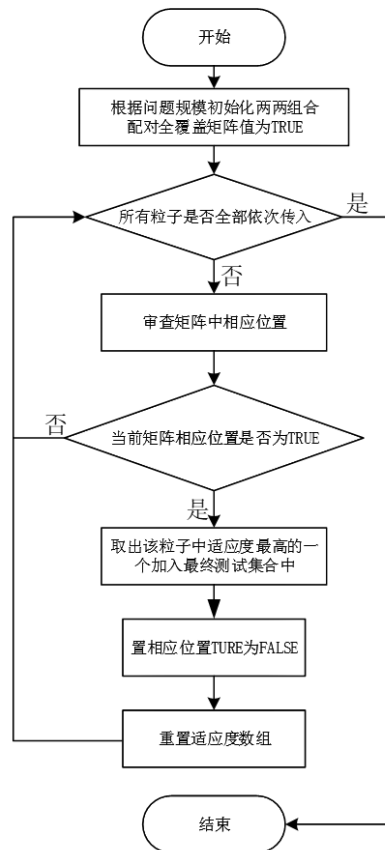 开始
根据问题规模初始化两两组合
配对全覆盖矩阵值为TRUE
所有粒子是否全部依次传入
是
否
审查矩阵中相应位置
否
当前矩阵相应位置是否为TRUE
是
取出该粒子中适应度最高的一
个加入最终测试集合中
置相应位置TURE为FALSE
重置适应度数组
结束